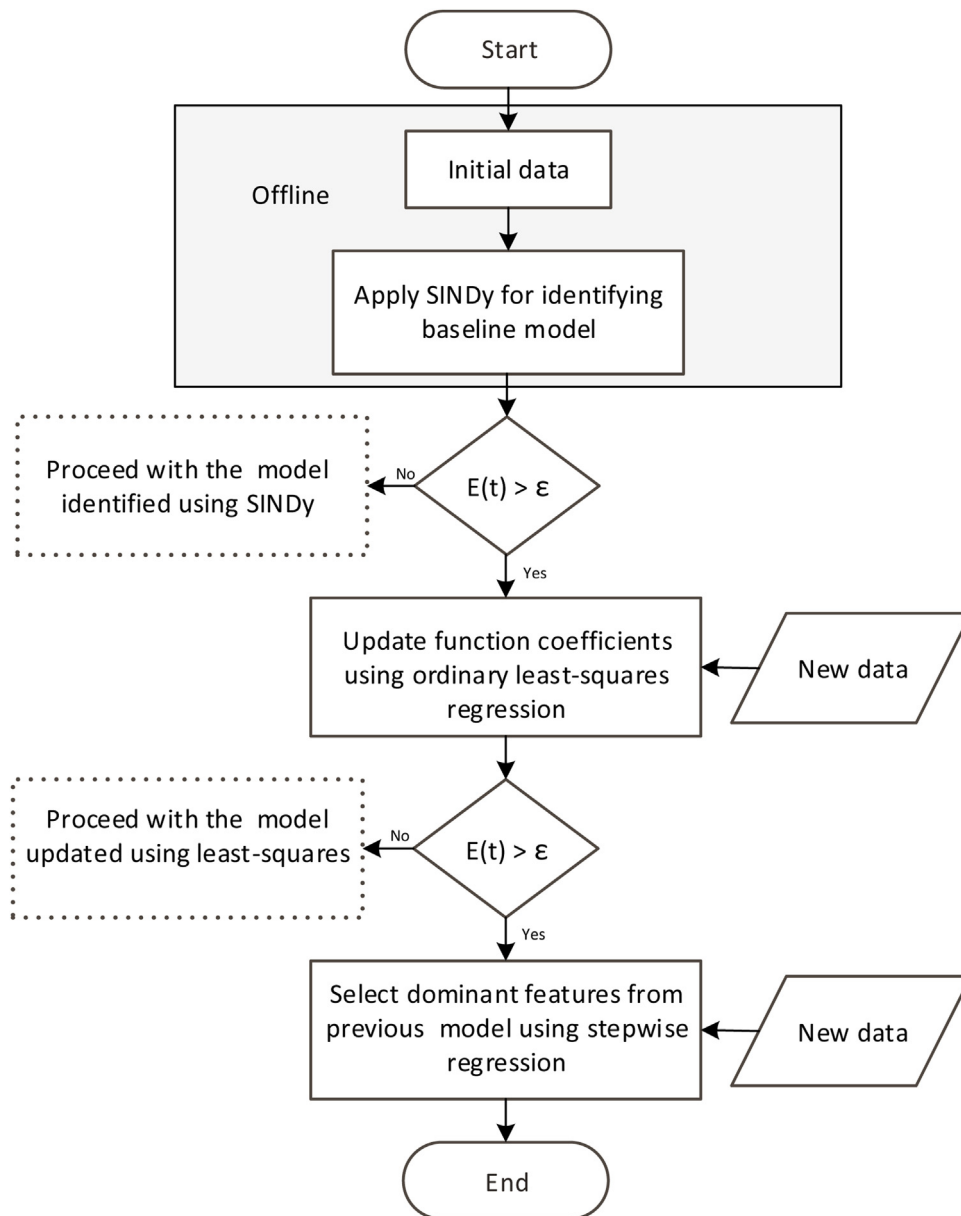 Start
Initial data
Offline
Apply SINDy for identifying
baseline model
Proceed with the  model
identified using SINDy
No
E(t) > ε
Yes
Update function coefficients
using ordinary least-squares
regression
New data
Proceed with the  model
updated using least-squares
No
E(t) > ε
Yes
Select dominant features from
previous  model using stepwise
regression
New data
End